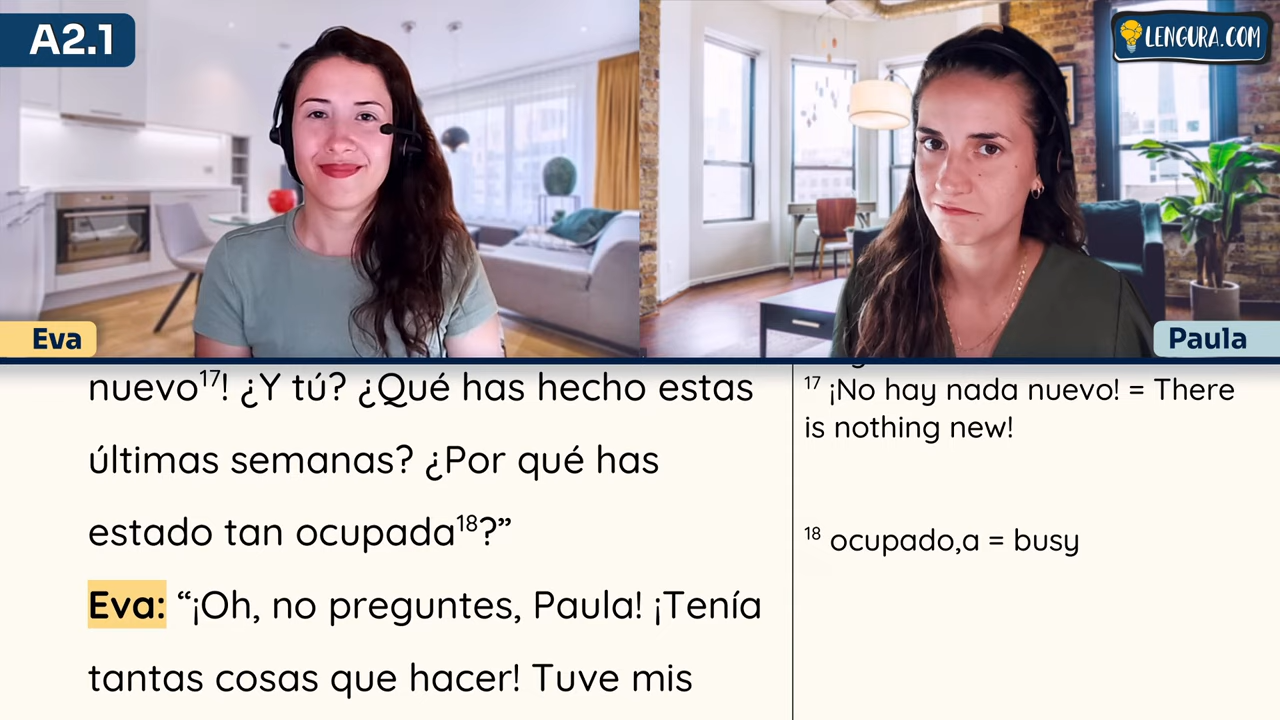 A2.1
LENGURA.COM
Eva
Paula
nuevo¹⁷! ¿Y tú? ¿Qué has hecho estas
últimas semanas? ¿Por qué has
estado tan ocupada¹⁸?”
Eva: “¡Oh, no preguntes, Paula! ¡Tenía
tantas cosas que hacer! Tuve mis
¹⁷ ¡No hay nada nuevo! = There
is nothing new!
¹⁸ ocupado,a = busy